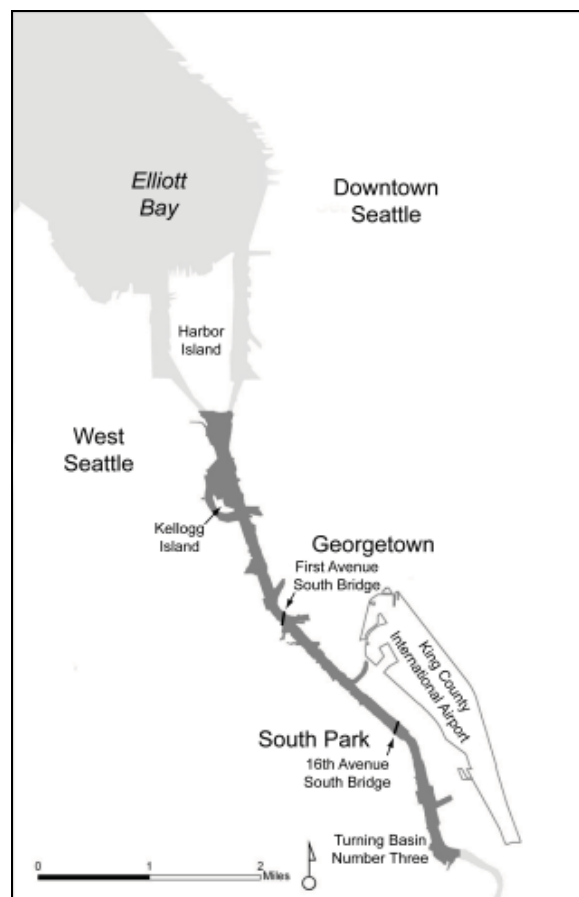 Elliott
Bay
Downtown
Seattle
Harbor
Island
West
Seattle
Kellogg
Island
Georgetown
First Avenue
South Bridge
King County
International Airport
South Park
16th Avenue
South Bridge
Turning Basin
Number Three
0 1 2
Miles